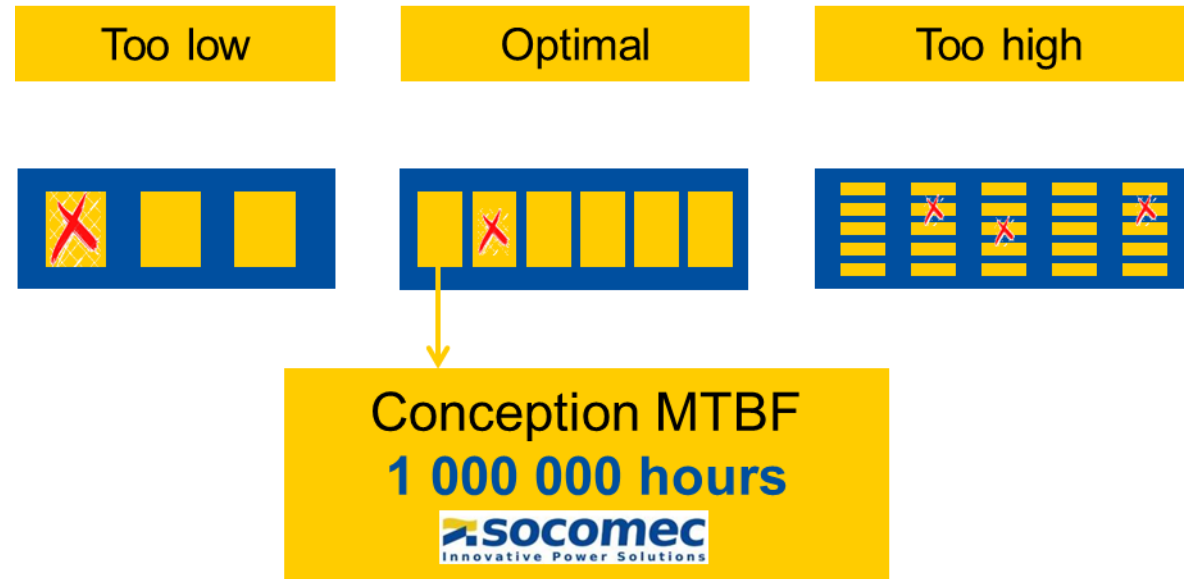 Too low
Optimal
Too high
Conception MTBF
1 000 000 hours
socomec
Innovative Power Solutions